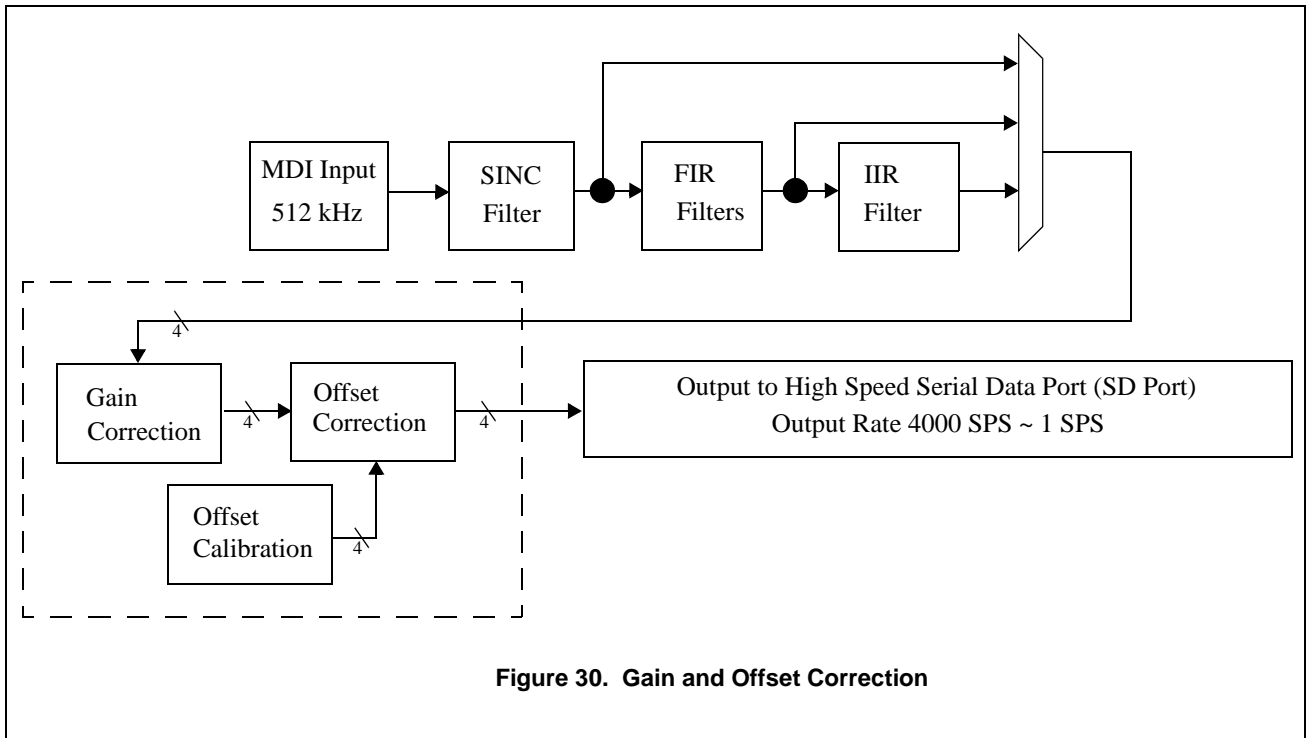 MDI Input
512 kHz
SINC
Filter
FIR
Filters
IIR
Filter
4
Gain
Correction
4
Offset
Correction
4
Output to High Speed Serial Data Port (SD Port)
Output Rate 4000 SPS ~ 1 SPS
Offset
Calibration
4
Figure 30. Gain and Offset Correction